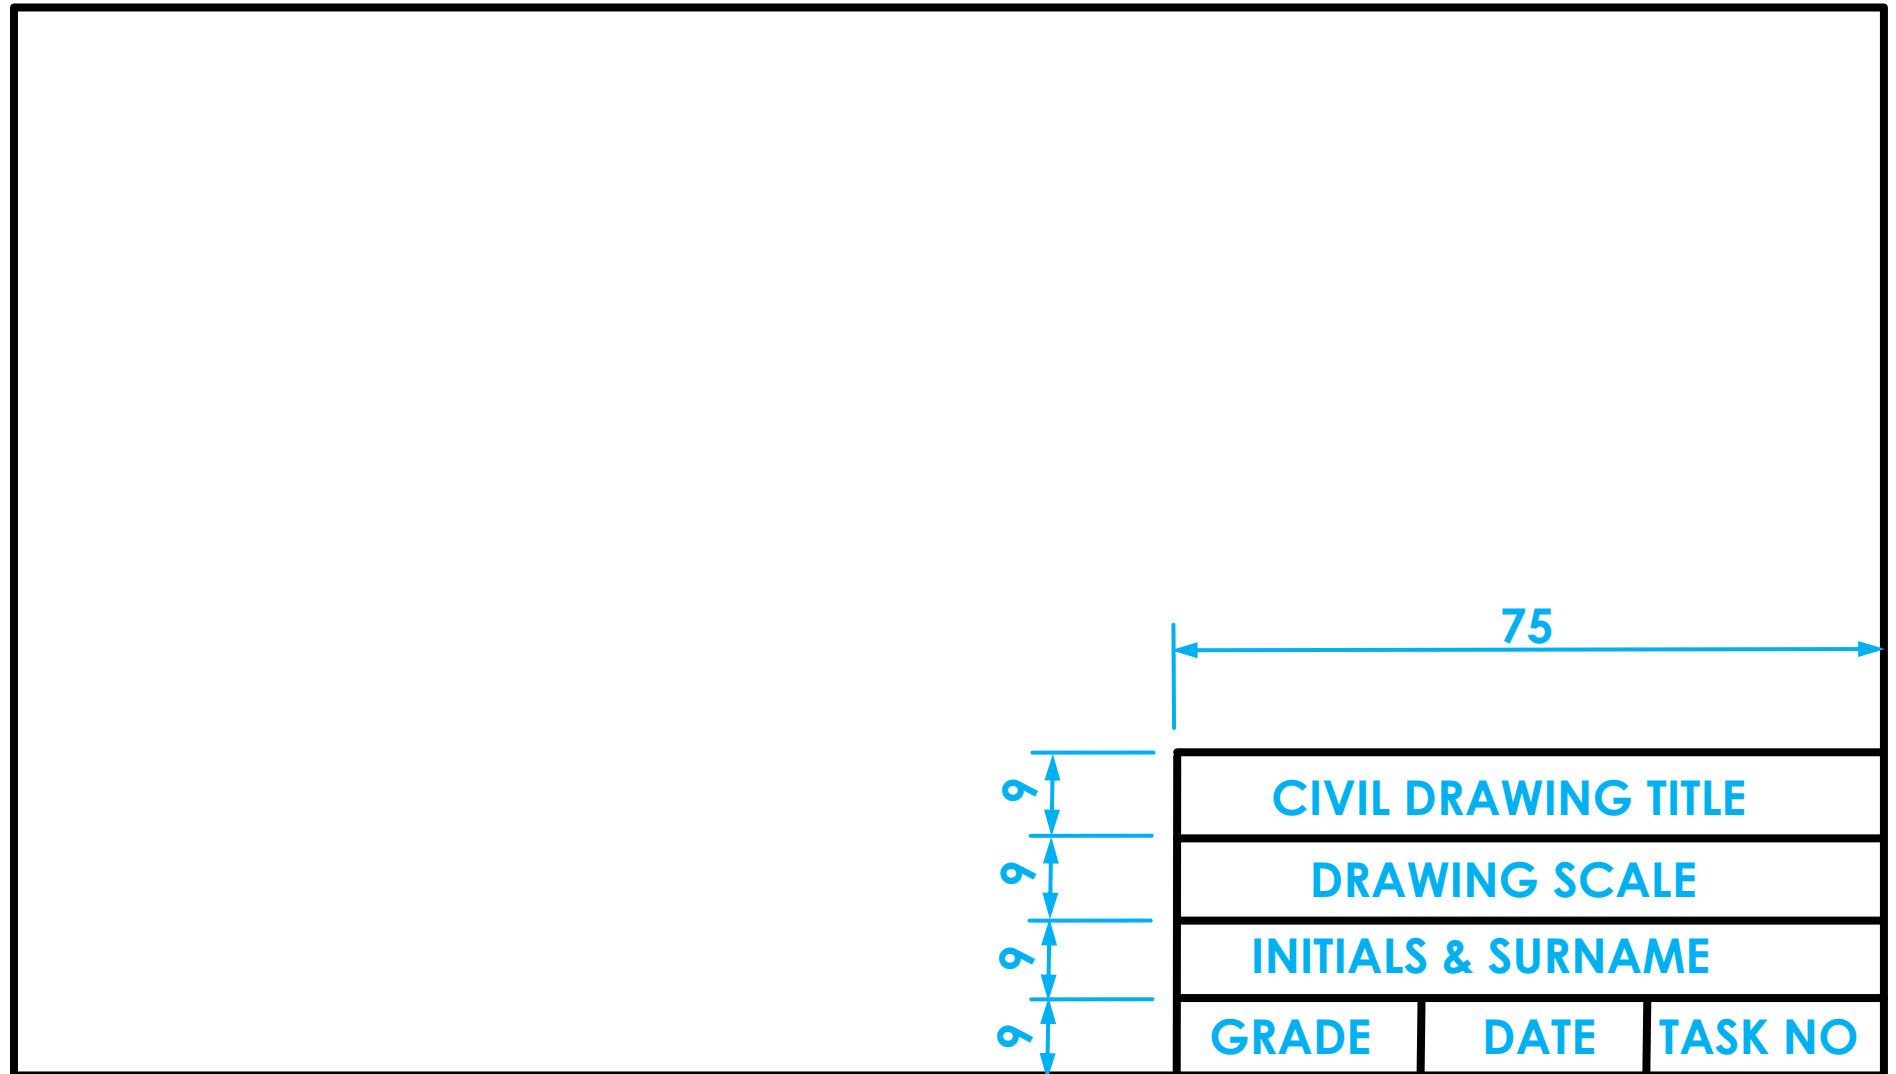 75
9
CIVIL DRAWING TITLE
9
DRAWING SCALE
9
INITIALS & SURNAME
9
GRADE DATE TASK NO